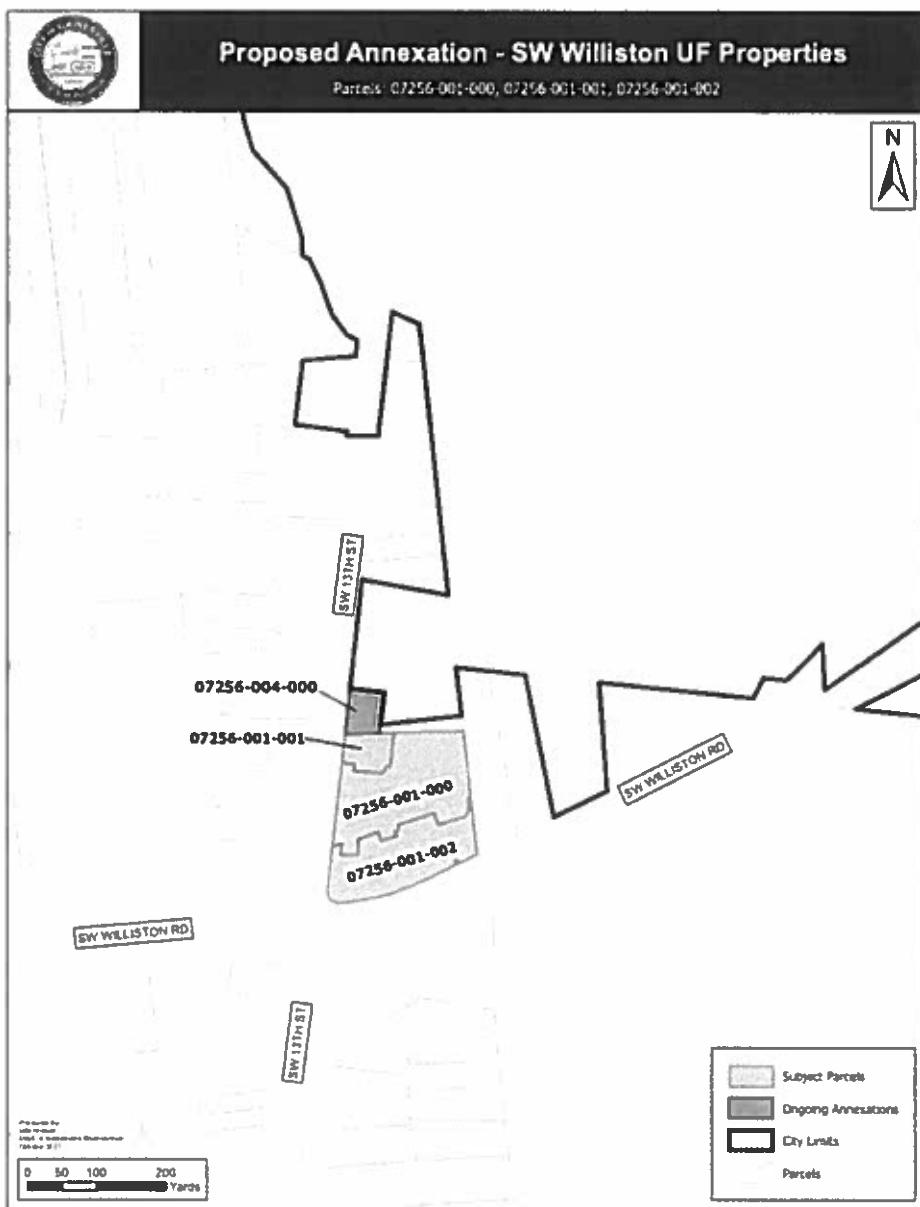 Proposed Annexation - SW Williston UF Properties
Parcels: 07256-001-000, 07256-001-001, 07256-001-002
N
SW 13TH ST
07256-004-000
07256-001-001
SW WILLISTON RD
07256-001-000
07256-001-002
SW WILLISTON RD
SW 13TH ST
Subject Parcels
Ongoing Annexations
City Limits
Parcels
Prepared by
0 50 100 200
Yards